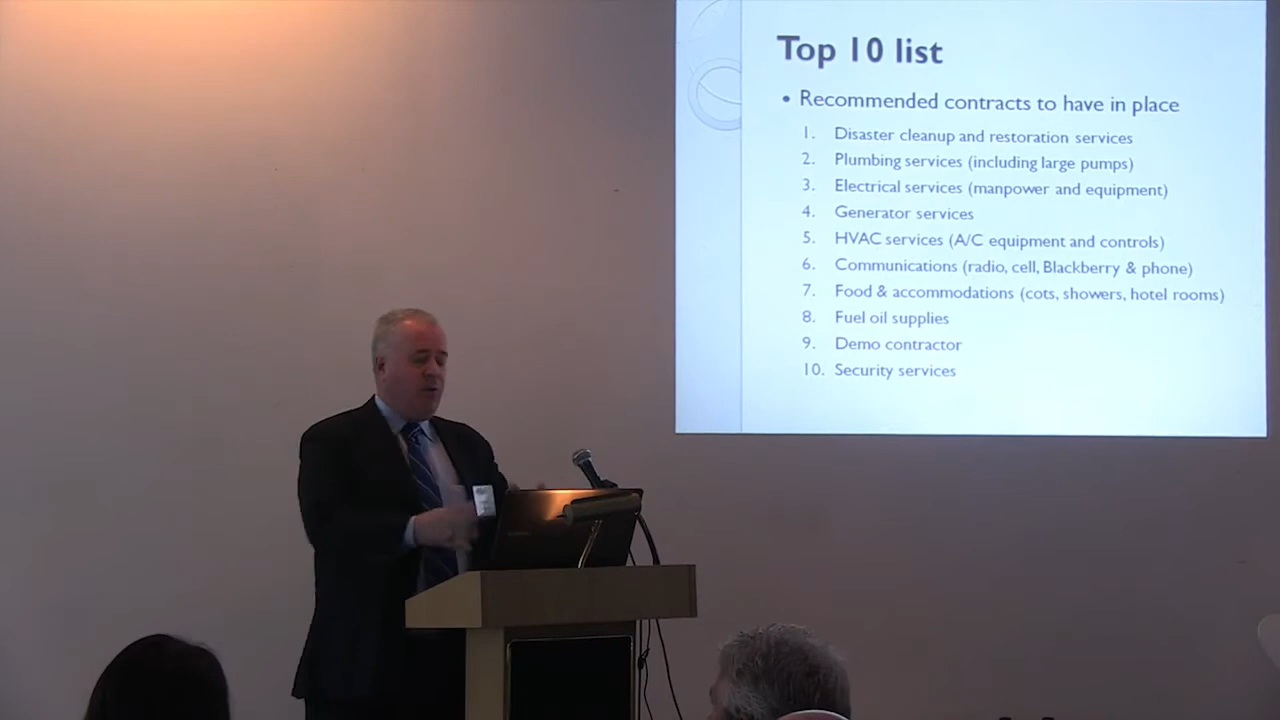 Top 10 list
• Recommended contracts to have in place
1. Disaster cleanup and restoration services
2. Plumbing services (including large pumps)
3. Electrical services (manpower and equipment)
4. Generator services
5. HVAC services (A/C equipment and controls)
6. Communications (radio, cell, Blackberry & phone)
7. Food & accommodations (cots, showers, hotel rooms)
8. Fuel oil supplies
9. Demo contractor
10. Security services